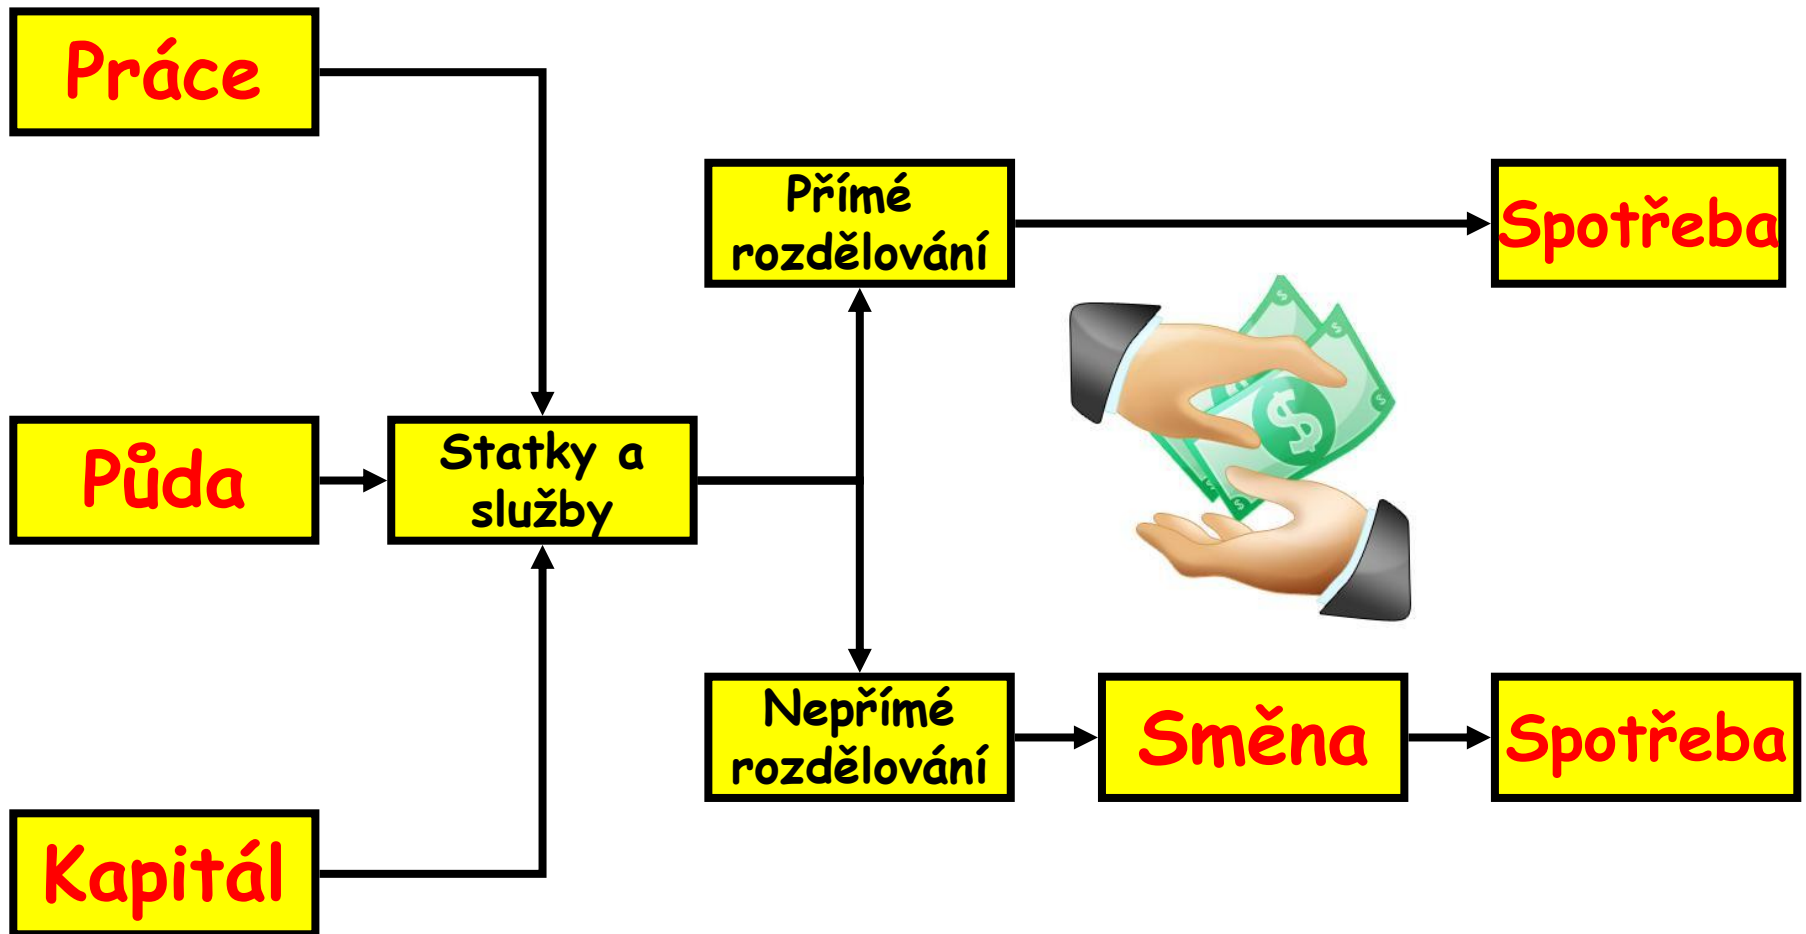 Práce
Přímé
rozdělování
Spotřeba
Půda
Statky a
služby
Nepřímé
rozdělování
Směna
Spotřeba
Kapitál